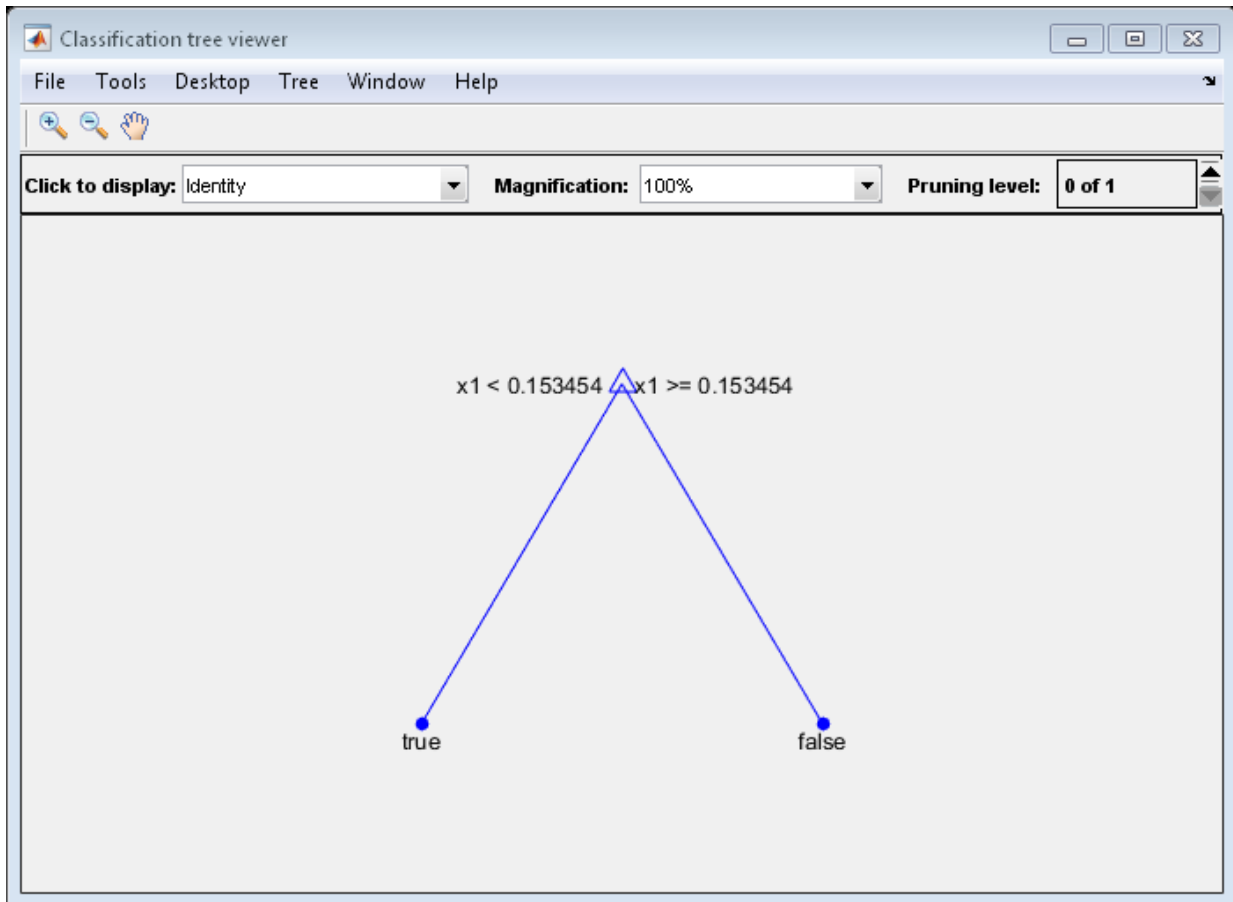 Classification tree viewer
File Tools Desktop Tree Window Help
Click to display: Identity Magnification: 100% Pruning level: 0 of 1
x1 < 0.153454 x1 >= 0.153454
true false